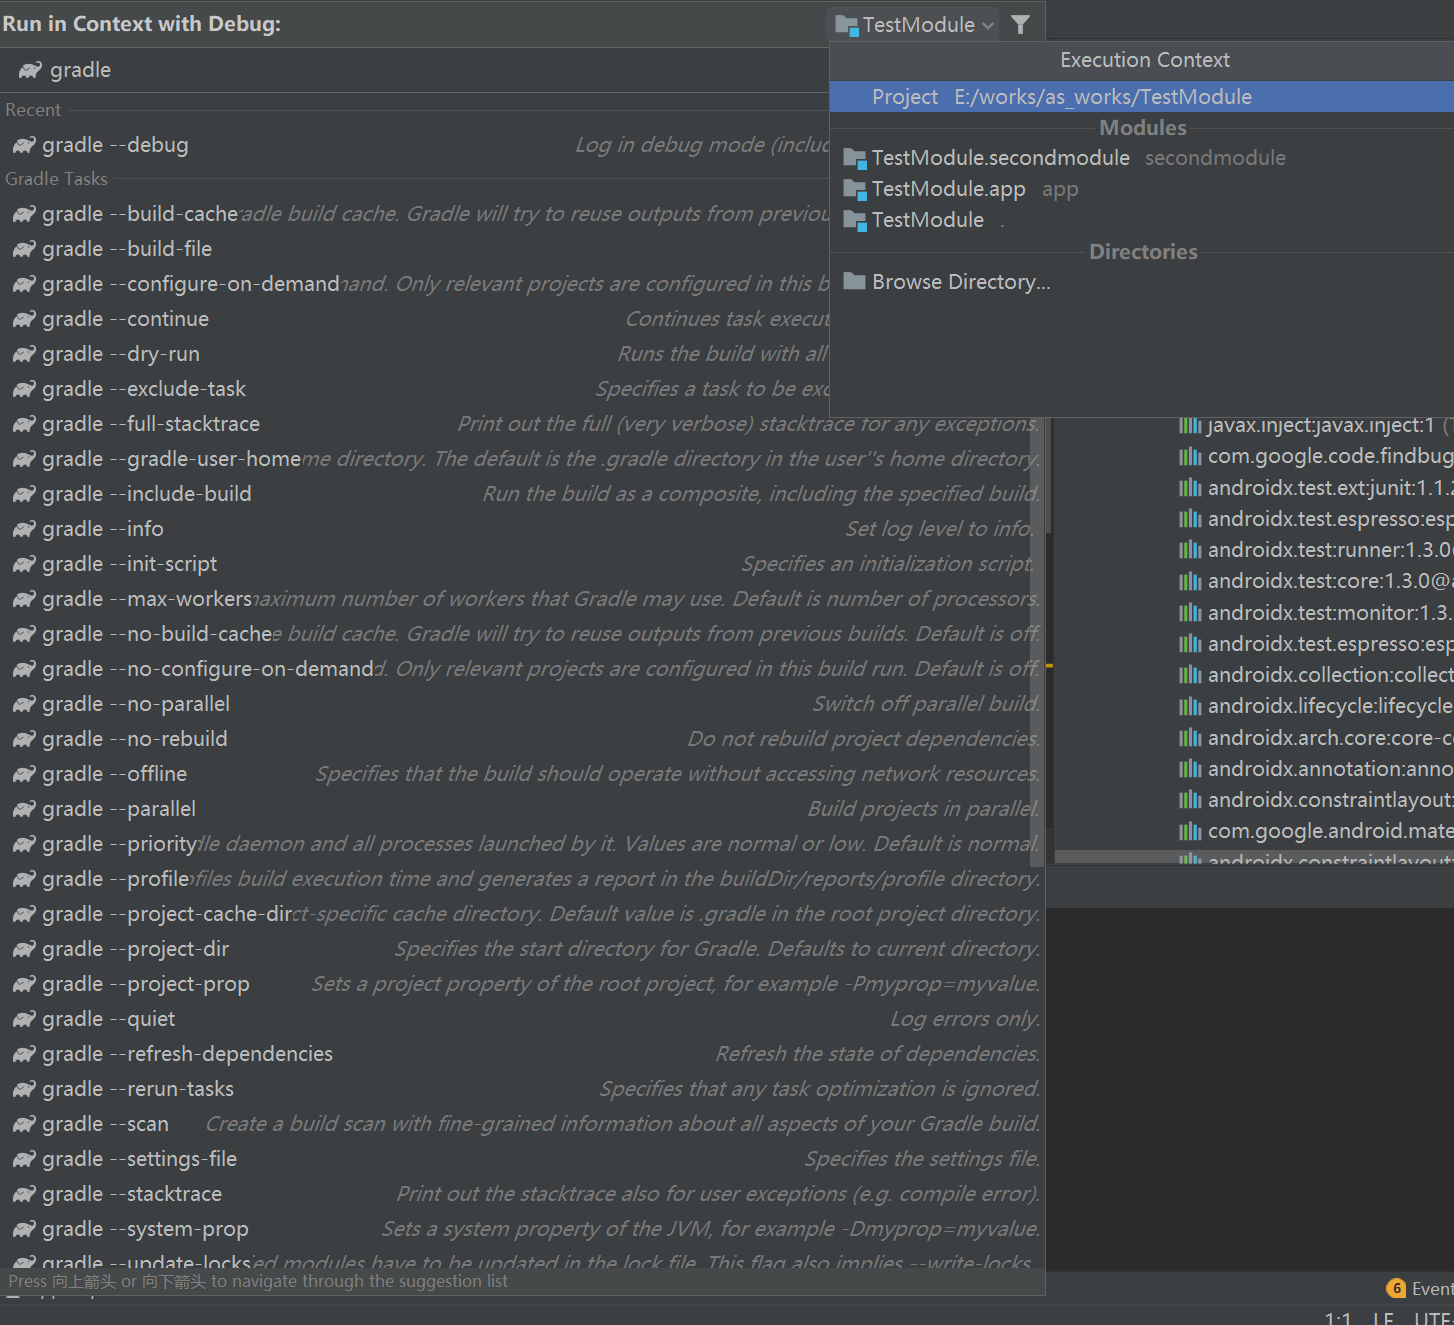 Run in Context with Debug:
TestModule
gradle
Execution Context
Project E:/works/as_works/TestModule
Modules
TestModule.secondmodule secondmodule
TestModule.app app
TestModule .
Directories
Browse Directory...
Recent
gradle --debug Log in debug mode (includ
Gradle Tasks
gradle --build-cache adle build cache. Gradle will try to reuse outputs from previou
gradle --build-file
gradle --configure-on-demand nand. Only relevant projects are configured in this b
gradle --continue Continues task execut
gradle --dry-run Runs the build with all
gradle --exclude-task Specifies a task to be exc
gradle --full-stacktrace Print out the full (very verbose) stacktrace for any exceptions.
gradle --gradle-user-home me directory. The default is the .gradle directory in the user''s home directory.
gradle --include-build Run the build as a composite, including the specified build.
gradle --info Set log level to info.
gradle --init-script Specifies an initialization script.
gradle --max-workers naximum number of workers that Gradle may use. Default is number of processors.
gradle --no-build-cache e build cache. Gradle will try to reuse outputs from previous builds. Default is off.
gradle --no-configure-on-demand d. Only relevant projects are configured in this build run. Default is off.
gradle --no-parallel Switch off parallel build.
gradle --no-rebuild Do not rebuild project dependencies.
gradle --offline Specifies that the build should operate without accessing network resources.
gradle --parallel Build projects in parallel.
gradle --priority lle daemon and all processes launched by it. Values are normal or low. Default is normal.
gradle --profile ofiles build execution time and generates a report in the buildDir/reports/profile directory.
gradle --project-cache-dir ct-specific cache directory. Default value is .gradle in the root project directory.
gradle --project-dir Specifies the start directory for Gradle. Defaults to current directory.
gradle --project-prop Sets a project property of the root project, for example -Pmyprop=myvalue.
gradle --quiet Log errors only.
gradle --refresh-dependencies Refresh the state of dependencies.
gradle --rerun-tasks Specifies that any task optimization is ignored.
gradle --scan Create a build scan with fine-grained information about all aspects of your Gradle build.
gradle --settings-file Specifies the settings file.
gradle --stacktrace Print out the stacktrace also for user exceptions (e.g. compile error).
gradle --system-prop Sets a system property of the JVM, for example -Dmyprop=myvalue.
gradle --update-locks ied modules have to be updated in the lock file. This flag also implies --write-locks.
Press 向上箭头 or 向下箭头 to navigate through the suggestion list
javax.inject:javax.inject:1
com.google.code.findbug
androidx.test.ext:junit:1.1.2
androidx.test.espresso:esp
androidx.test:runner:1.3.0
androidx.test:core:1.3.0@a
androidx.test:monitor:1.3.
androidx.test.espresso:esp
androidx.collection:collect
androidx.lifecycle:lifecycle
androidx.arch.core:core-c
androidx.annotation:anno
androidx.constraintlayout:
com.google.android.mate
androidx.constraintlayout
6 Event
1:1 LF UTF